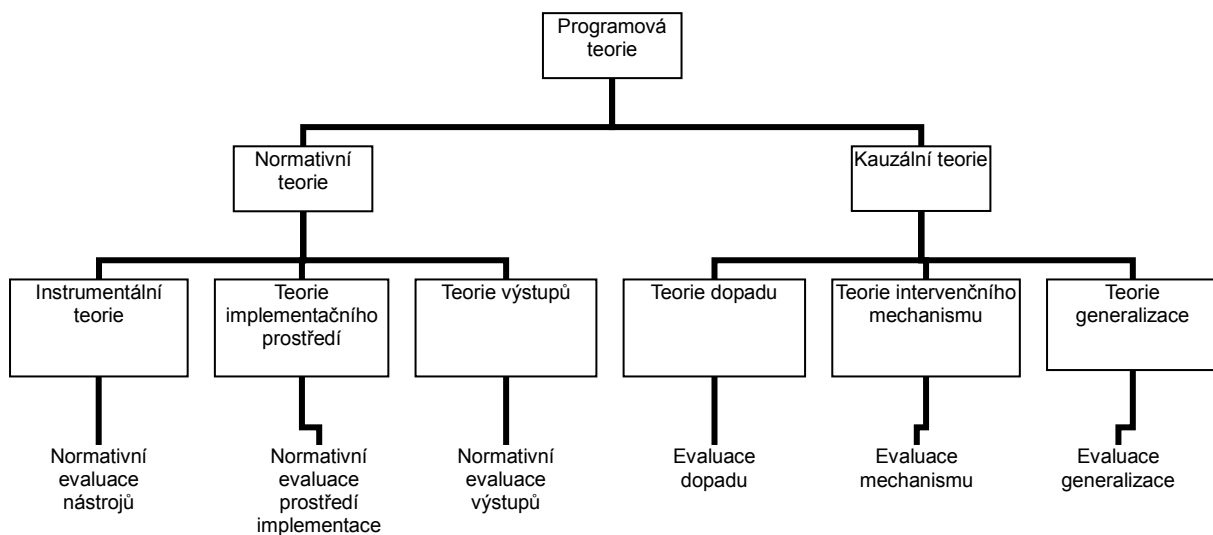 Programová
teorie
Normativní
teorie
Kauzální teorie
Instrumentální
teorie
Teorie
implementačního
prostředí
Teorie výstupů
Teorie dopadu
Teorie intervenčního
mechanismu
Teorie
generalizace
Normativní
evaluace
nástrojů
Normativní
evaluace
prostředí
implementace
Normativní
evaluace
výstupů
Evaluace
dopadu
Evaluace
mechanismu
Evaluace
generalizace